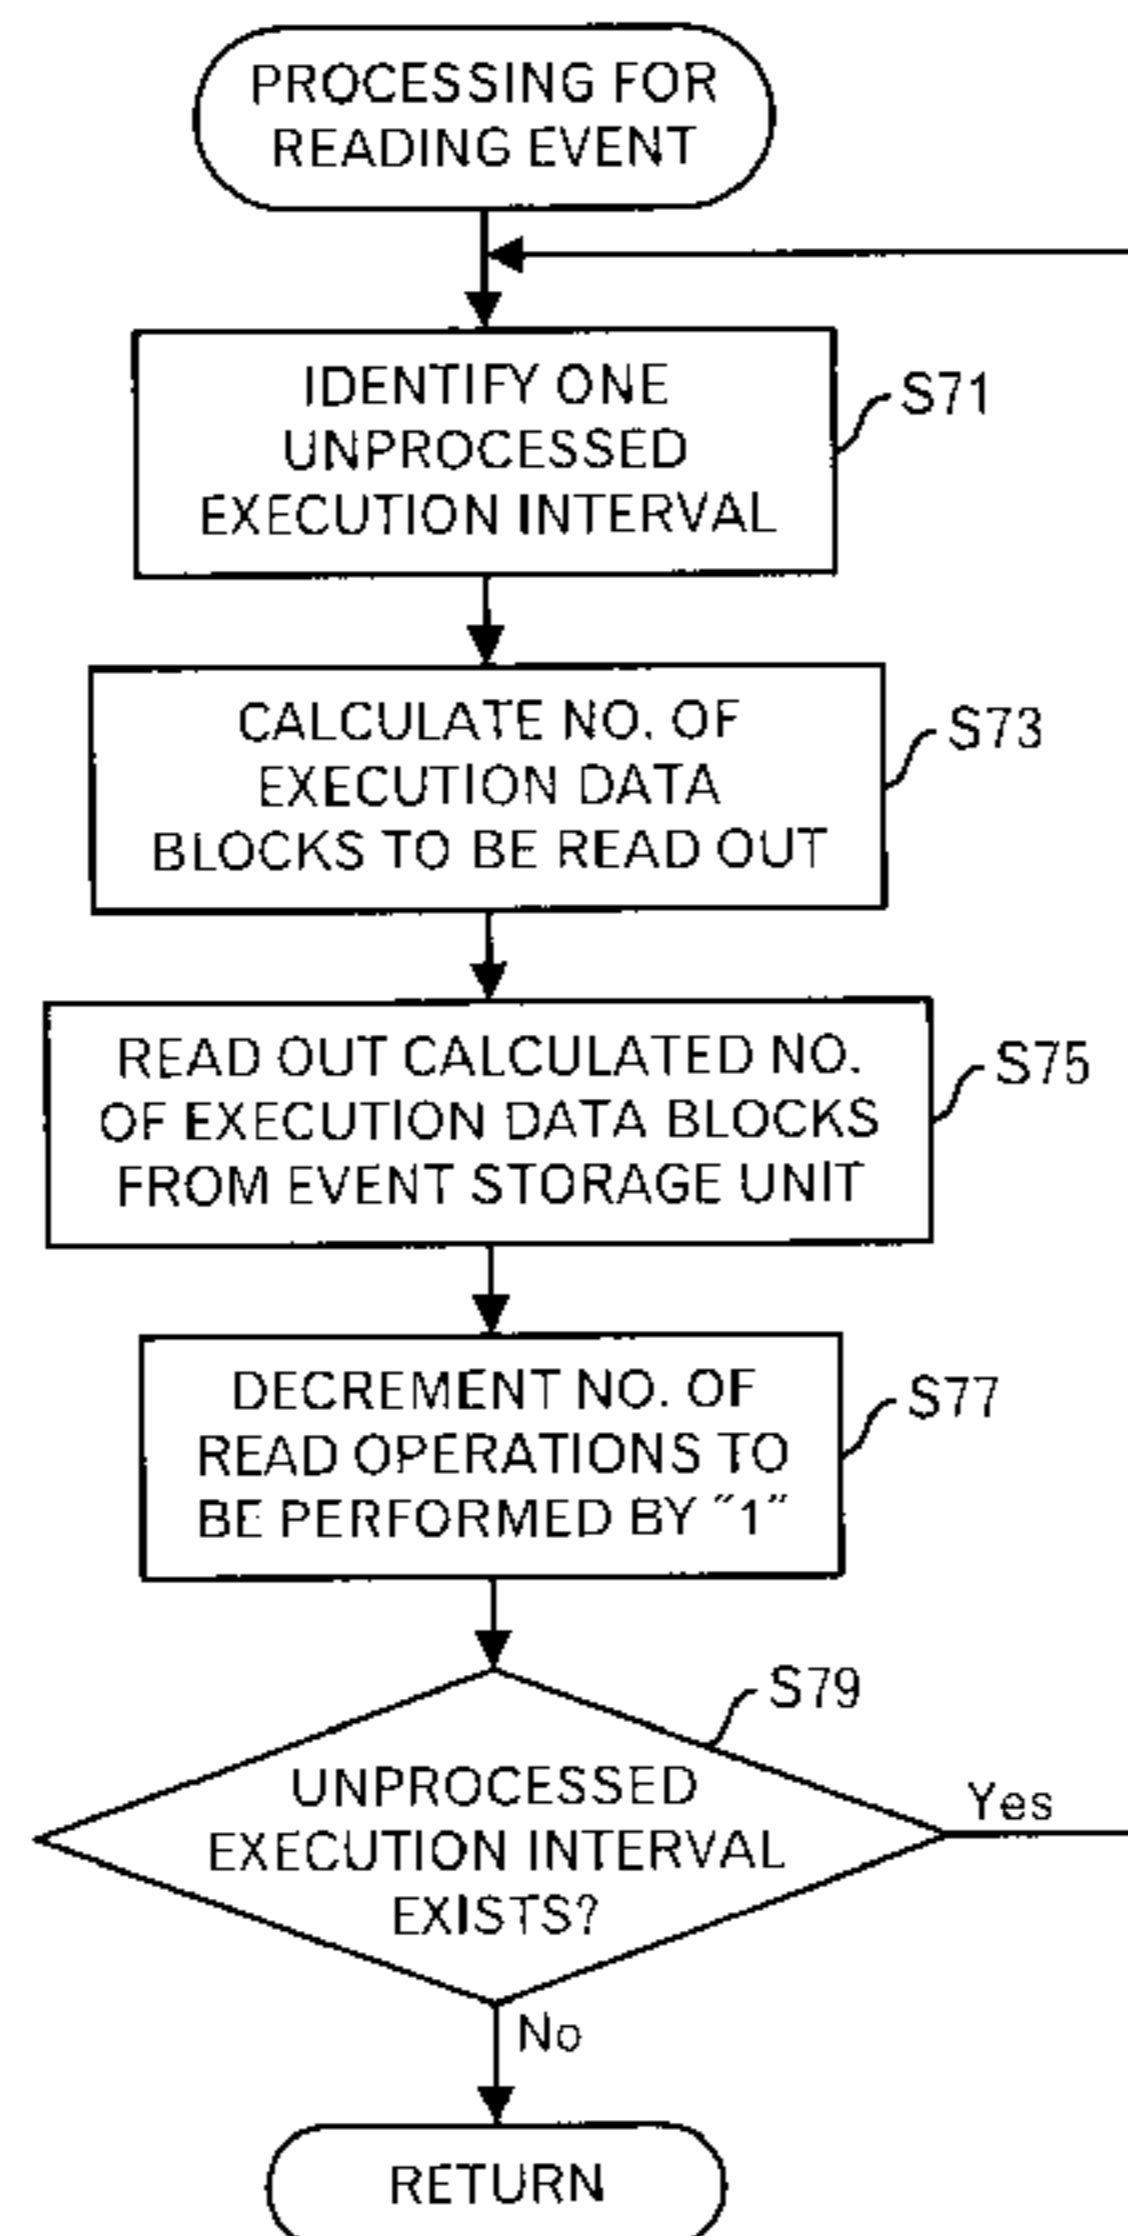 PROCESSING FOR
READING EVENT
IDENTIFY ONE
UNPROCESSED
EXECUTION INTERVAL
S71
CALCULATE NO. OF
EXECUTION DATA
BLOCKS TO BE READ OUT
S73
READ OUT CALCULATED NO.
OF EXECUTION DATA BLOCKS
FROM EVENT STORAGE UNIT
S75
DECREMENT NO. OF
READ OPERATIONS TO
BE PERFORMED BY "1"
S77
S79
UNPROCESSED
EXECUTION INTERVAL
EXISTS?
Yes
No
RETURN